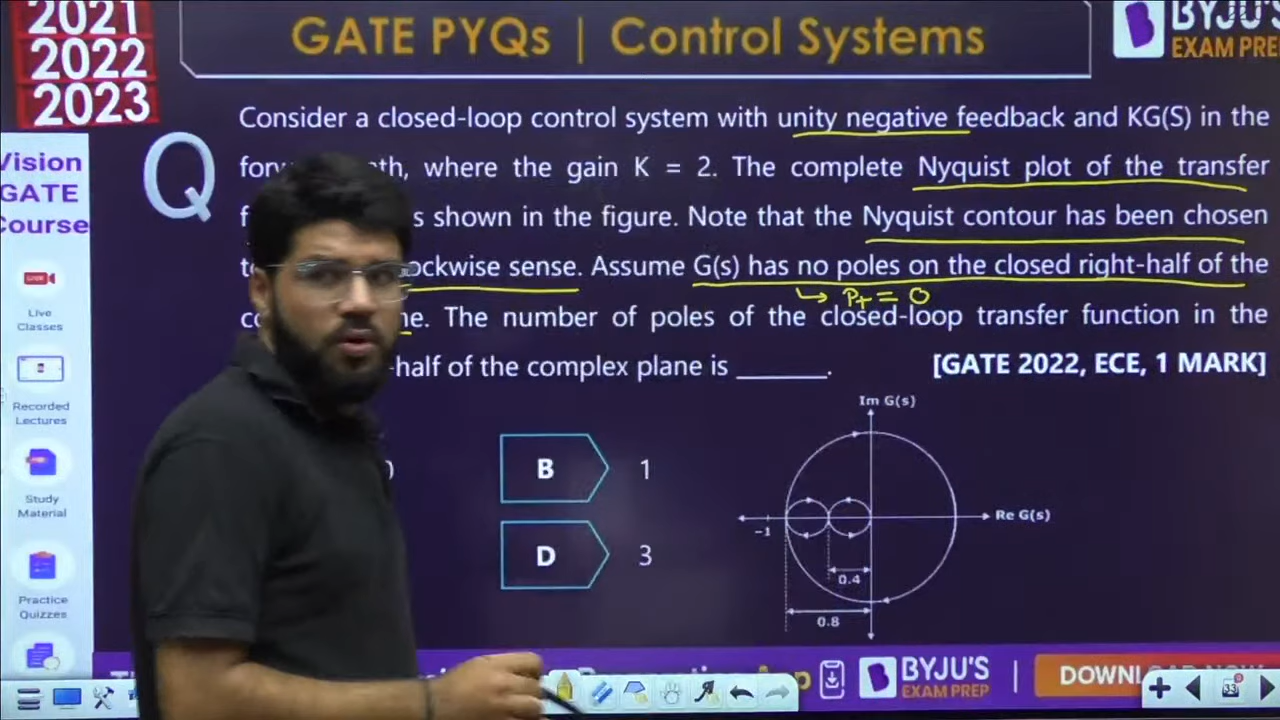 2021
2022
2023
GATE PYQs | Control Systems
BYJU'S
EXAM PREP
Vision
GATE
Course
Q
Consider a closed-loop control system with unity negative feedback and KG(S) in the
where the gain K = 2. The complete Nyquist plot of the transfer
s shown in the figure. Note that the Nyquist contour has been chosen
ockwise sense. Assume G(s) has no poles on the closed right-half of the
P+ = 0
The number of poles of the closed-loop transfer function in the
-half of the complex plane is ______. [GATE 2022, ECE, 1 MARK]
Live
Classes
Recorded
Lectures
Study
Material
Practice
Quizzes
B 1
D 3
Im G(s)
Re G(s)
−1
0.4
0.8
BYJU'S
EXAM PREP
|
33